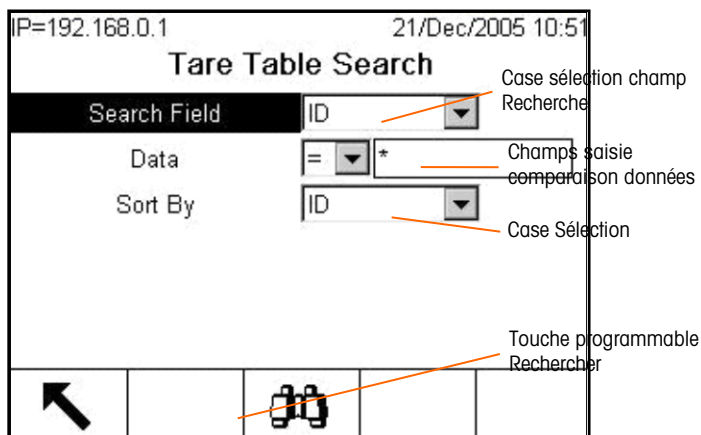 IP=192.168.0.1 21/Dec/2005 10:51
Tare Table Search
Case sélection champ
Recherche
Search Field ID
Champs saisie
comparaison données
Data = *
Sort By ID
Case Sélection
Touche programmable
Rechercher